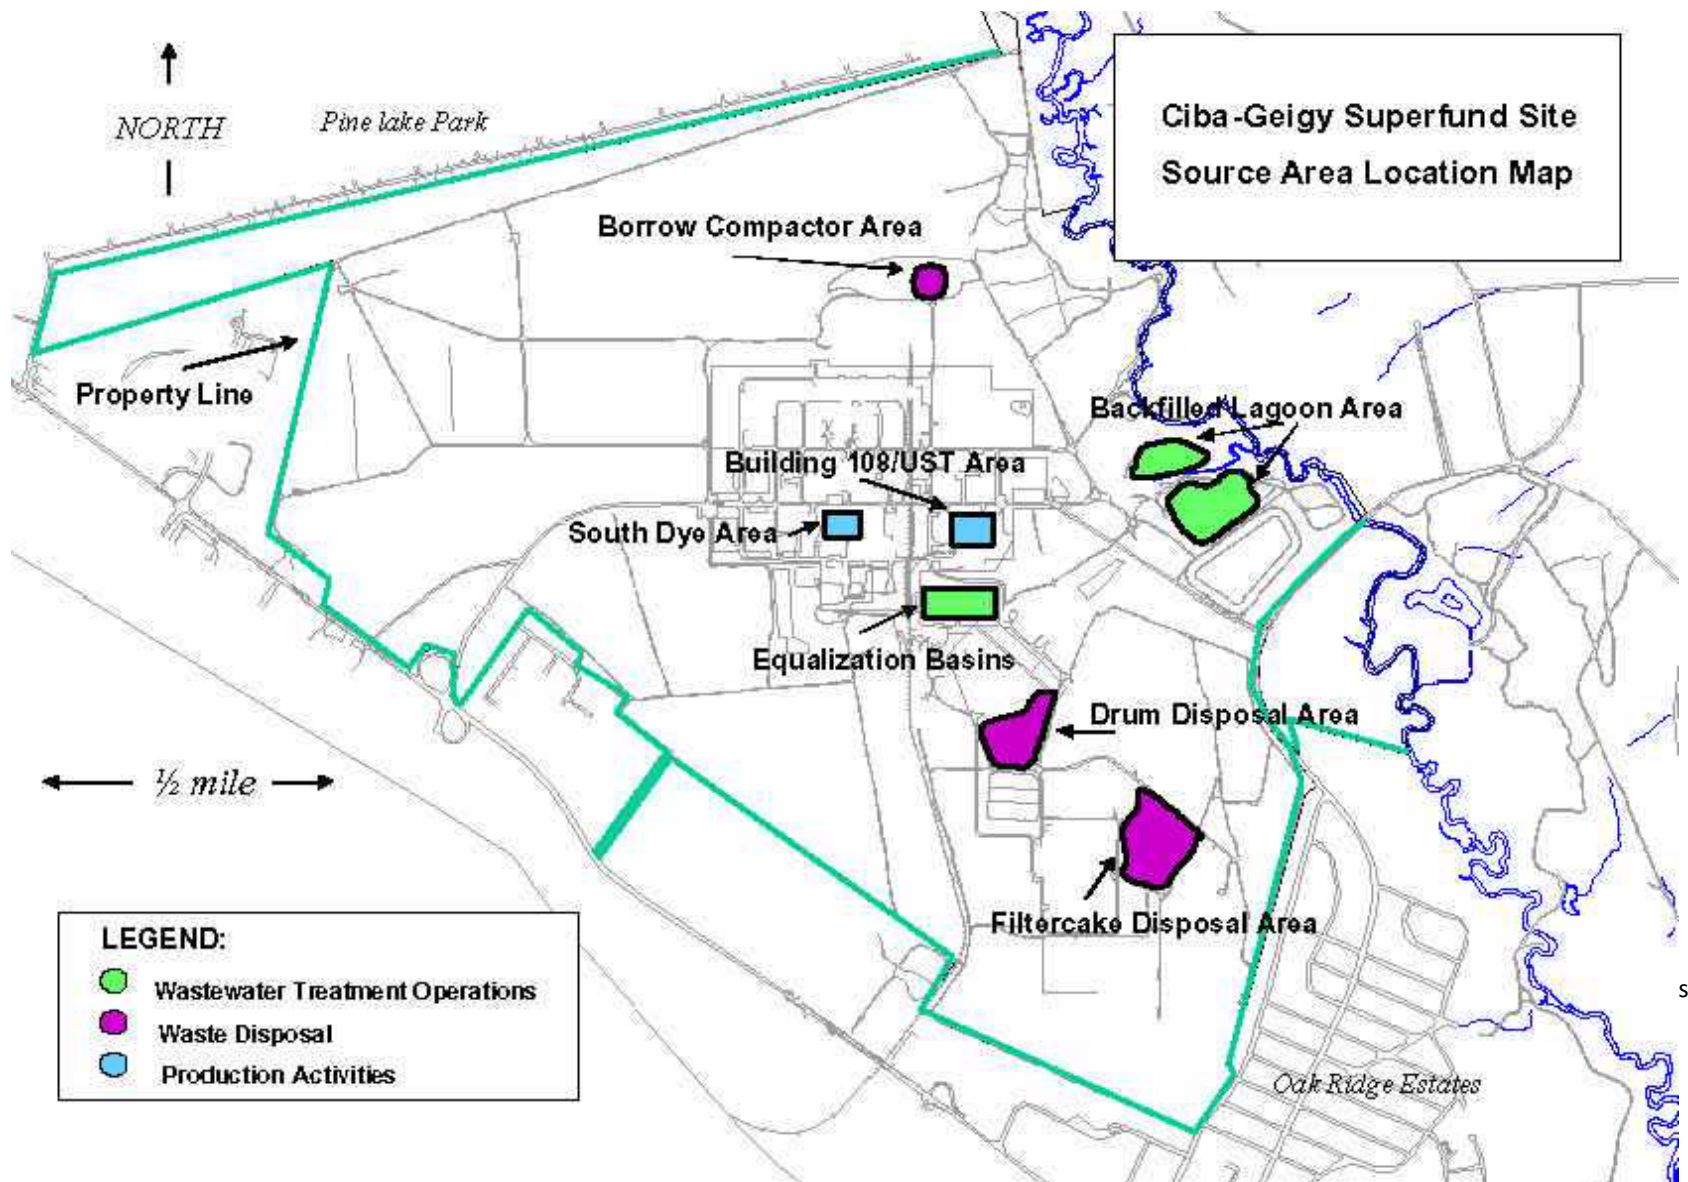 Ciba-Geigy Superfund Site
Source Area Location Map
NORTH
Pine lake Park
Borrow Compactor Area
Property Line
Backfilled Lagoon Area
Building 108/UST Area
South Dye Area
Equalization Basins
Drum Disposal Area
½ mile
Filtercake Disposal Area
LEGEND:
Wastewater Treatment Operations
Waste Disposal
Production Activities
s
Oak Ridge Estates